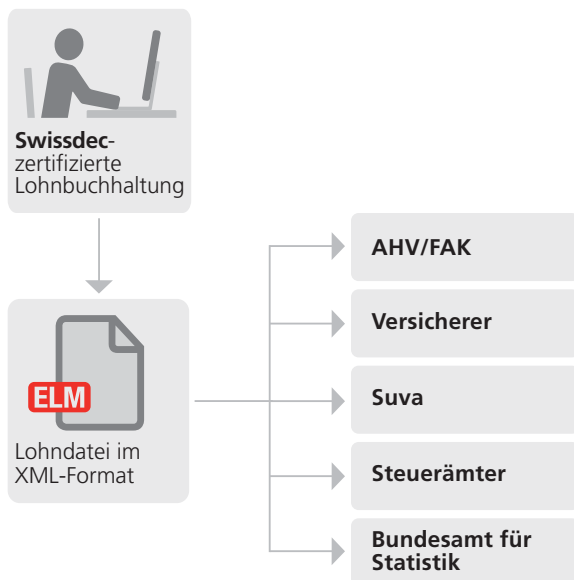 Swissdec-
zertifizierte
Lohnbuchhaltung
ELM
Lohndatei im
XML-Format
AHV/FAK
Versicherer
Suva
Steuerämter
Bundesamt für
Statistik